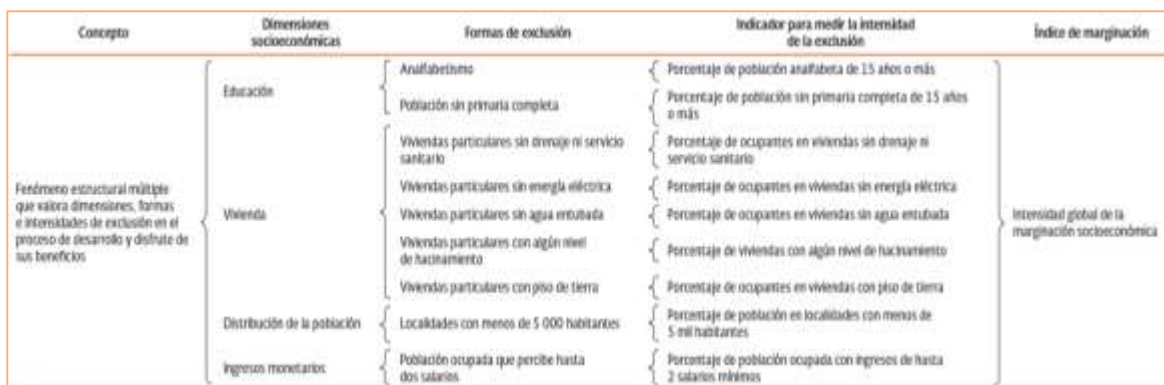 Concepto
Dimensiones
socioeconómicas
Formas de exclusión
Indicador para medir la intensidad
de la exclusión
Índice de marginación
Fenómeno estructural múltiple
que valora dimensiones, formas
e intensidades de exclusión en el
proceso de desarrollo y disfrute de
sus beneficios
Educación
Analfabetismo
Porcentaje de población analfabeta de 15 años o más
Población sin primaria completa
Porcentaje de población sin primaria completa de 15 años
o más
Vivienda
Viviendas particulares sin drenaje ni servicio
sanitario
Porcentaje de ocupantes en viviendas sin drenaje ni
servicio sanitario
Viviendas particulares sin energía eléctrica
Porcentaje de ocupantes en viviendas sin energía eléctrica
Viviendas particulares sin agua entubada
Porcentaje de ocupantes en viviendas sin agua entubada
Viviendas particulares con algún nivel
de hacinamiento
Porcentaje de viviendas con algún nivel de hacinamiento
Viviendas particulares con piso de tierra
Porcentaje de ocupantes en viviendas con piso de tierra
Distribución de la población
Localidades con menos de 5 000 habitantes
Porcentaje de población en localidades con menos de
5 mil habitantes
Ingresos monetarios
Población ocupada que percibe hasta
dos salarios
Porcentaje de población ocupada con ingresos de hasta
2 salarios mínimos
Intensidad global de la
marginación socioeconómica